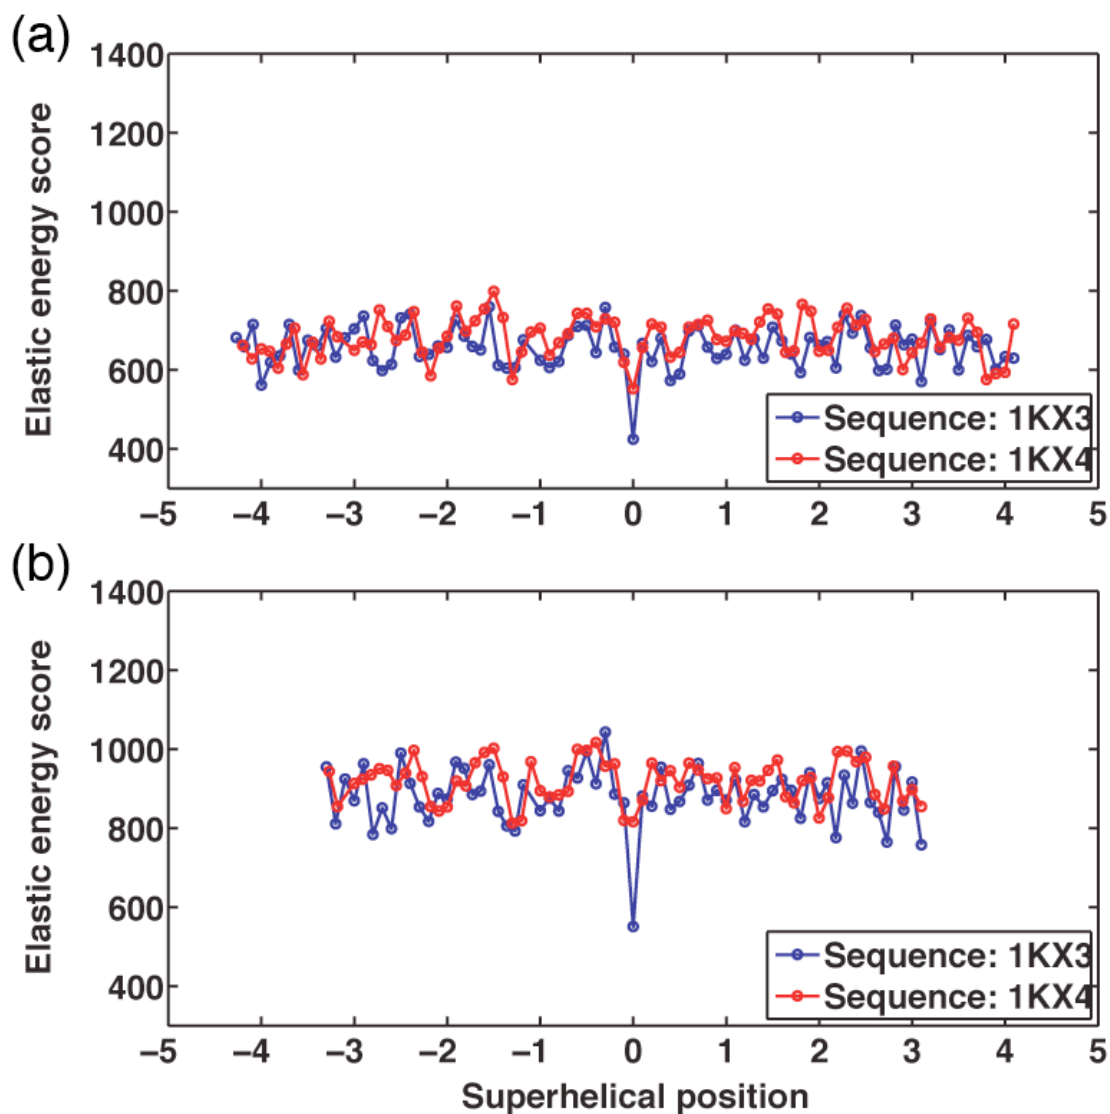 (a)
1400
1200
1000
800
600
400
Elastic energy score
Sequence: 1KX3
Sequence: 1KX4
−5 −4 −3 −2 −1 0 1 2 3 4 5
(b)
1400
1200
1000
800
600
400
Elastic energy score
Sequence: 1KX3
Sequence: 1KX4
−5 −4 −3 −2 −1 0 1 2 3 4 5
Superhelical position